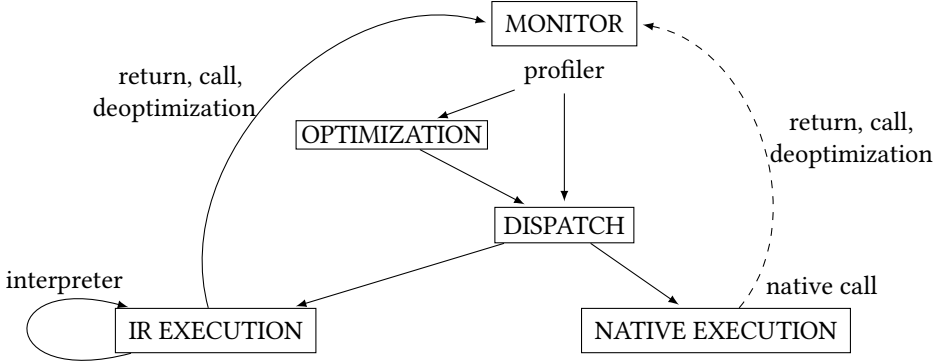 MONITOR
profiler
return, call,
deoptimization
OPTIMIZATION
return, call,
deoptimization
DISPATCH
interpreter
native call
IR EXECUTION
NATIVE EXECUTION